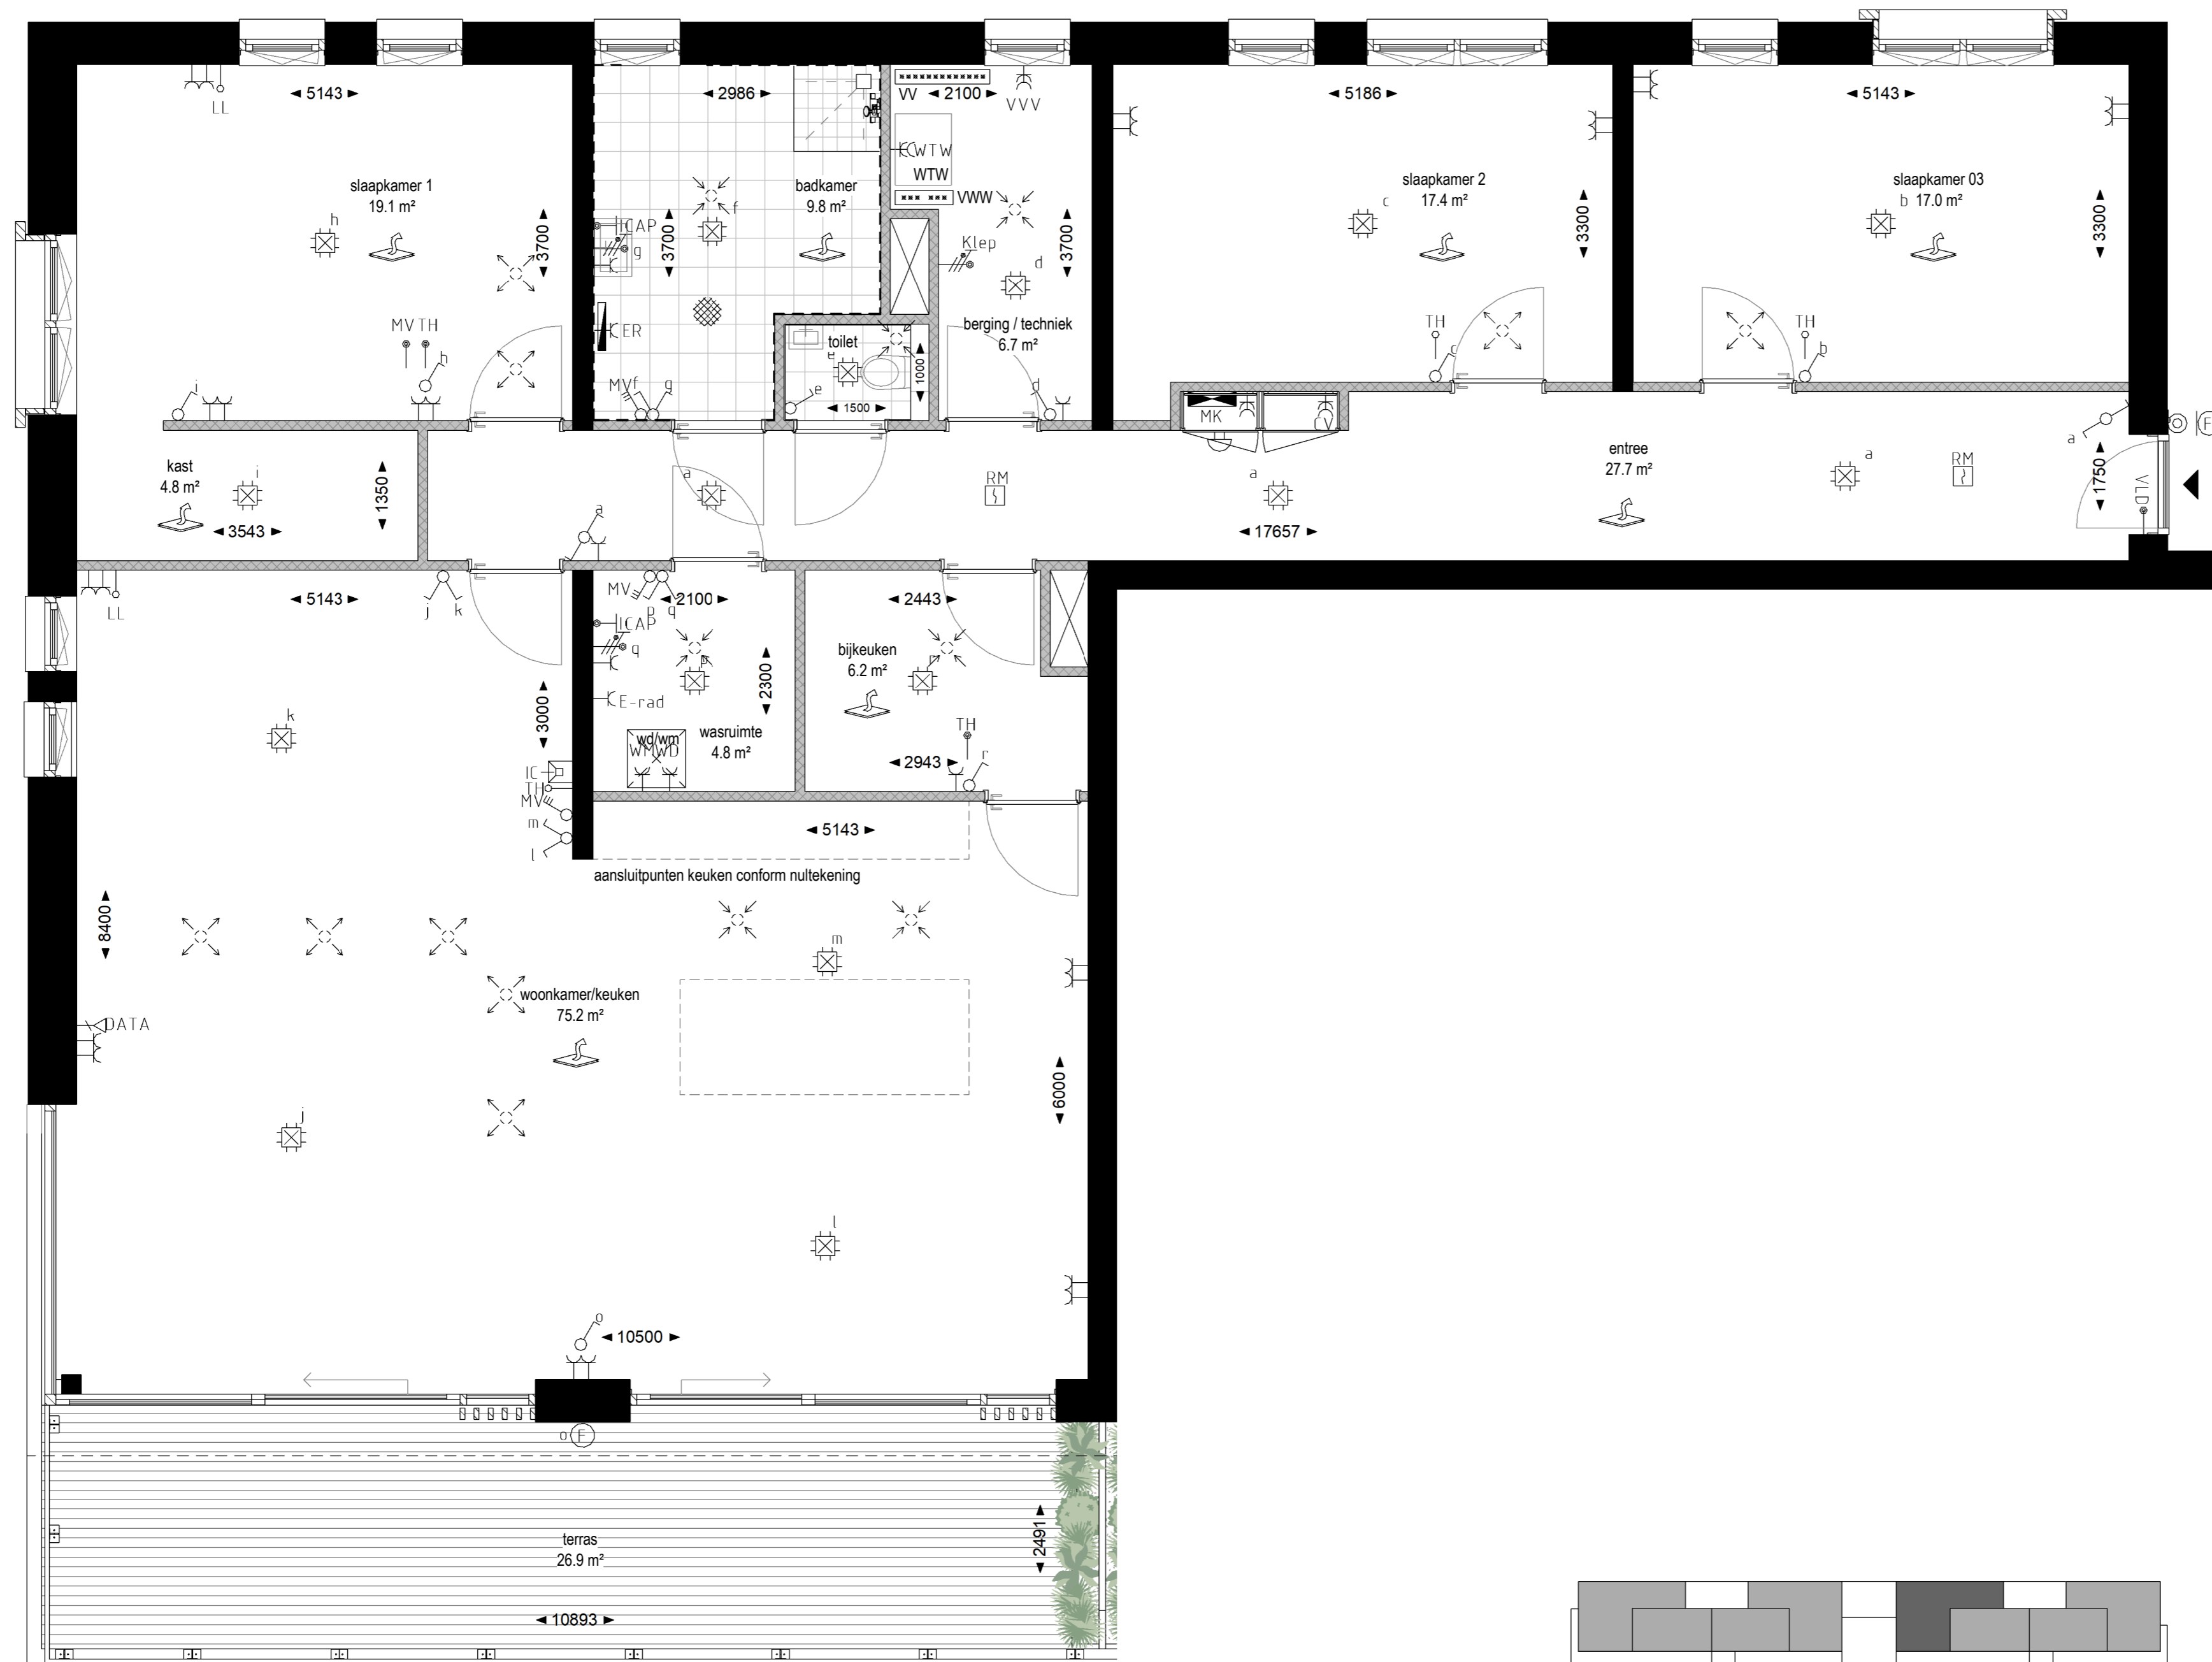 LL
5143
2986
VV
2100
VVV
5186
5143
slaapkamer 1
19.1 m²
h
3700
badkamer
9.8 m²
f
3700
ICAP
g
WTW
WTW
VWW
Klep
d
3700
slaapkamer 2
17.4 m²
c
3300
slaapkamer 03
17.0 m²
b
3300
MV TH
h
i
ER
MV f
g
toilet
e
e
1000
1500
berging / techniek
6.7 m²
d
TH
c
TH
b
MK
CV
kast
4.8 m²
i
1350
3543
a
a
RM
a
17657
entree
27.7 m²
a
RM
a
1750
VLD
F
LL
5143
j
k
MV
p
q
2100
ICAP
q
p
2300
E-rad
wd/wm
WM WD
wasruimte
4.8 m²
2443
bijkeuken
6.2 m²
r
TH
r
2943
k
3000
IC
TH
MV
m
l
5143
aansluitpunten keuken conform nultekening
8400
m
woonkamer/keuken
75.2 m²
DATA
6000
j
l
o
10500
o
F
terras
26.9 m²
2491
10893